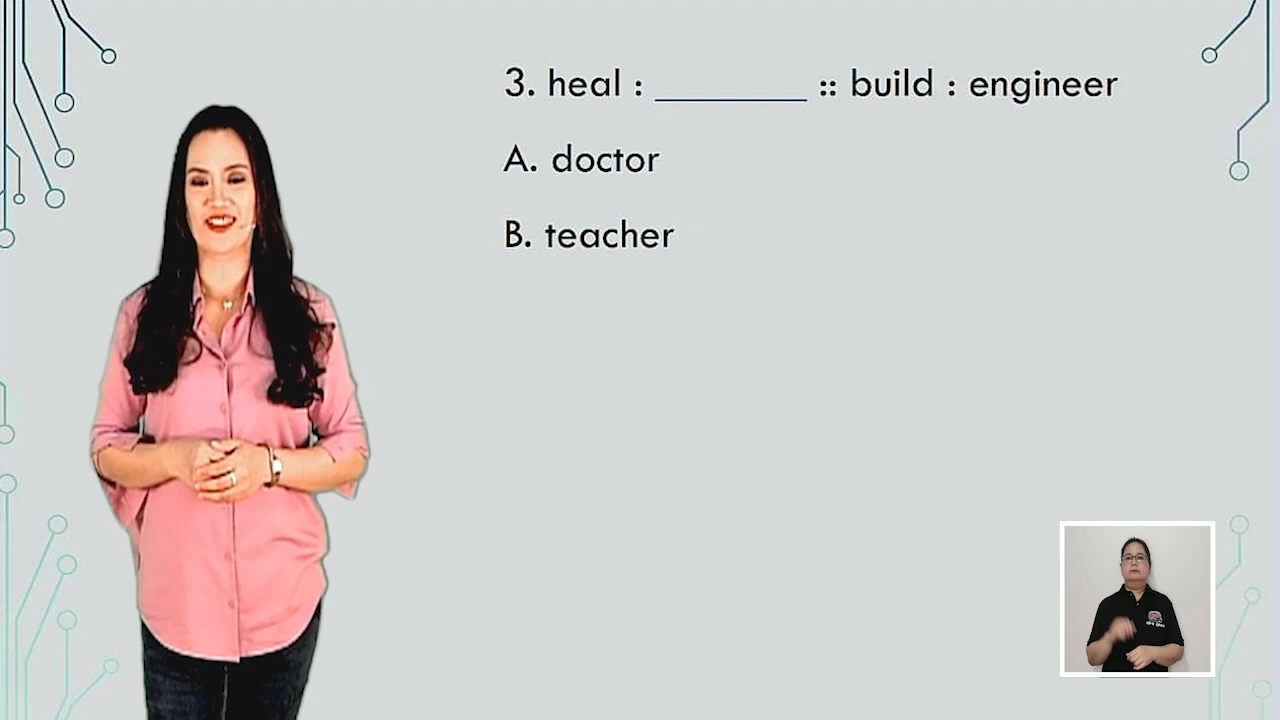 3. heal : ________ :: build : engineer
A. doctor
B. teacher